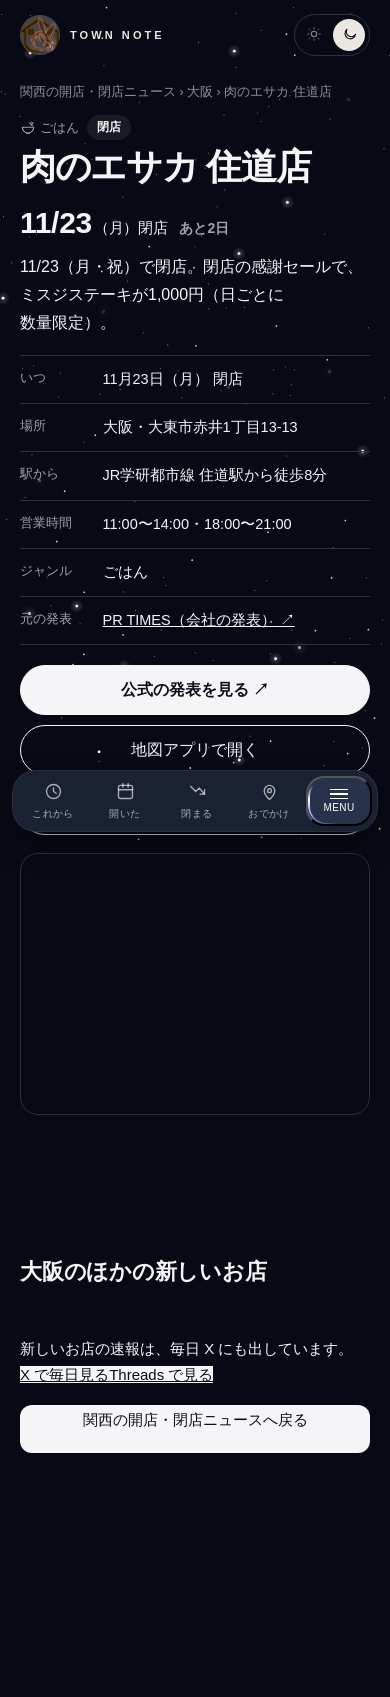 TOWN NOTE
関西の開店・閉店ニュース › 大阪 › 肉のエサカ 住道店
ごはん 閉店
肉のエサカ 住道店
11/23（月）閉店 あと2日
11/23（月・祝）で閉店。閉店の感謝セールで、
ミスジステーキが1,000円（日ごとに
数量限定）。
いつ 11月23日（月） 閉店
場所 大阪・大東市赤井1丁目13-13
駅から JR学研都市線 住道駅から徒歩8分
営業時間 11:00〜14:00・18:00〜21:00
ジャンル ごはん
元の発表 PR TIMES（会社の発表） ↗
公式の発表を見る ↗
地図アプリで開く
これから 開いた 閉まる おでかけ MENU
大阪のほかの新しいお店
新しいお店の速報は、毎日 X にも出しています。
X で毎日見るThreads で見る
関西の開店・閉店ニュースへ戻る